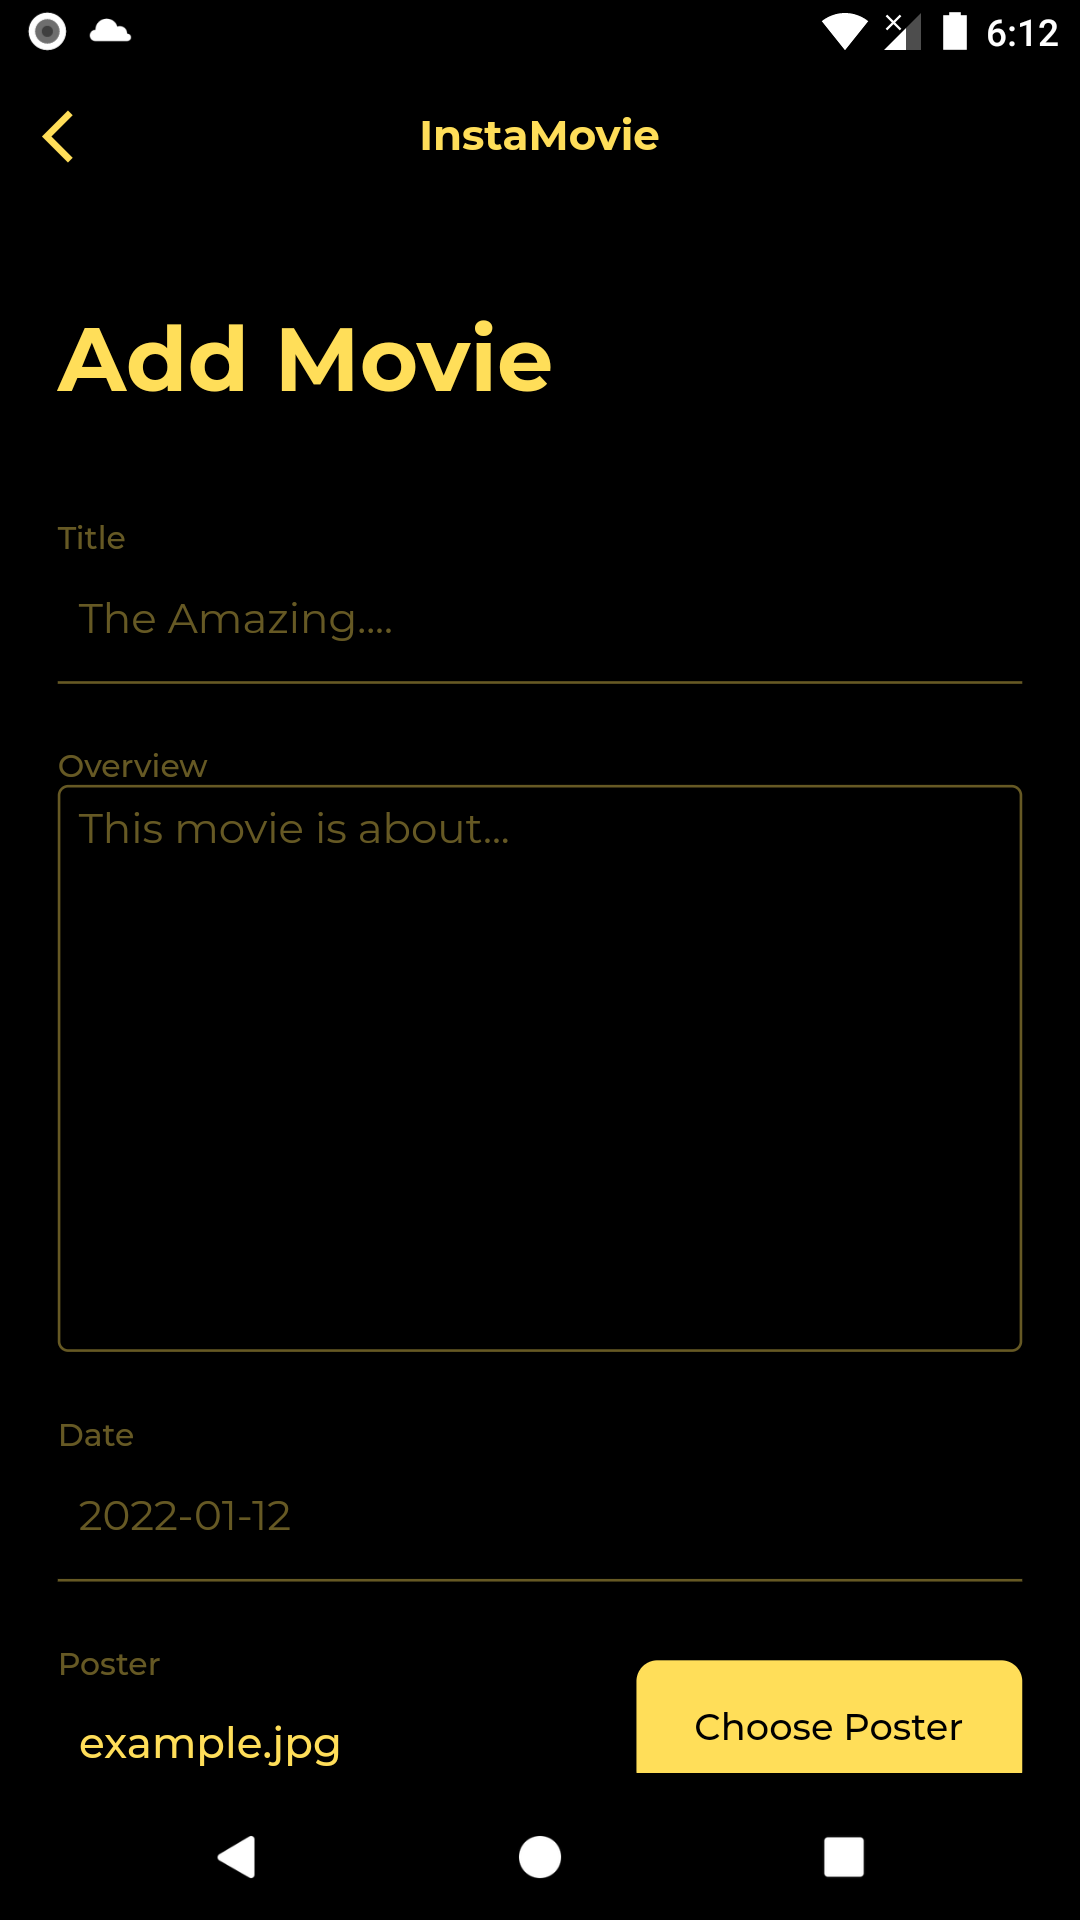 6:12
InstaMovie
Add Movie
Title
The Amazing....
Overview
This movie is about...
Date
2022-01-12
Poster
example.jpg
Choose Poster